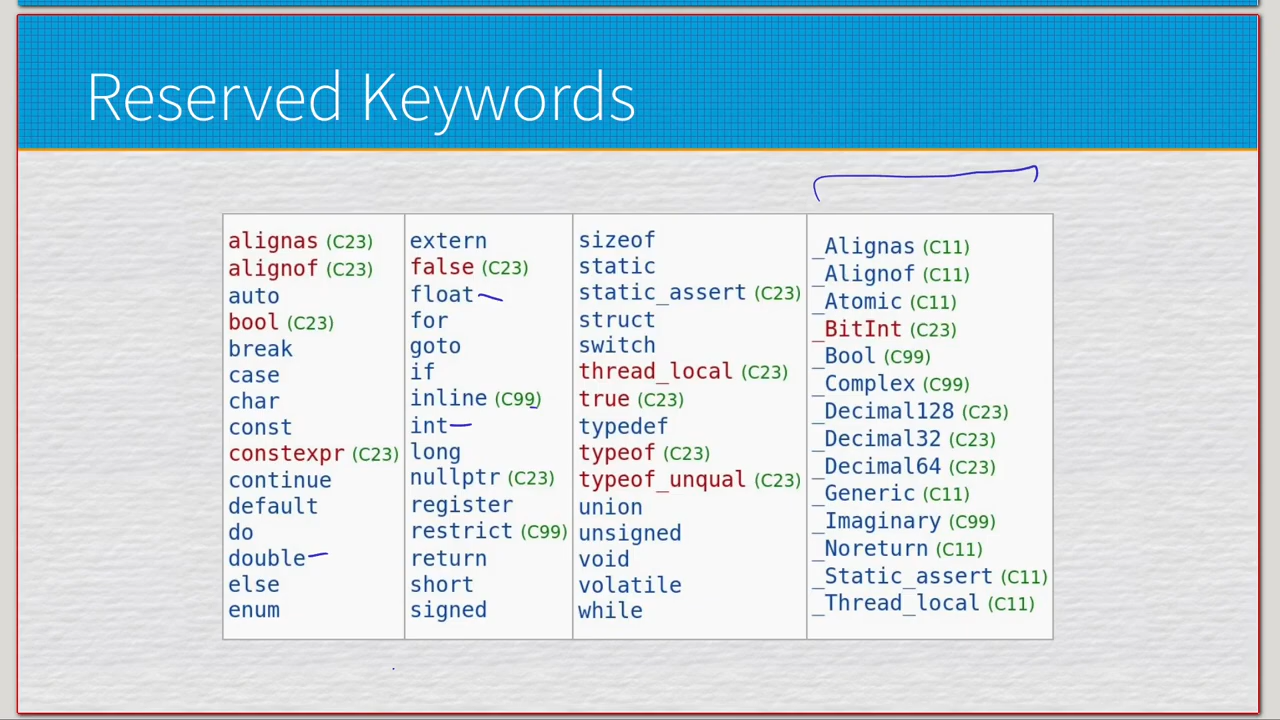 Reserved Keywords
alignas (C23)
alignof (C23)
auto
bool (C23)
break
case
char
const
constexpr (C23)
continue
default
do
double
else
enum
extern
false (C23)
float
for
goto
if
inline (C99)
int
long
nullptr (C23)
register
restrict (C99)
return
short
signed
sizeof
static
static_assert (C23)
struct
switch
thread_local (C23)
true (C23)
typedef
typeof (C23)
typeof_unqual (C23)
union
unsigned
void
volatile
while
_Alignas (C11)
_Alignof (C11)
_Atomic (C11)
_BitInt (C23)
_Bool (C99)
_Complex (C99)
_Decimal128 (C23)
_Decimal32 (C23)
_Decimal64 (C23)
_Generic (C11)
_Imaginary (C99)
_Noreturn (C11)
_Static_assert (C11)
_Thread_local (C11)